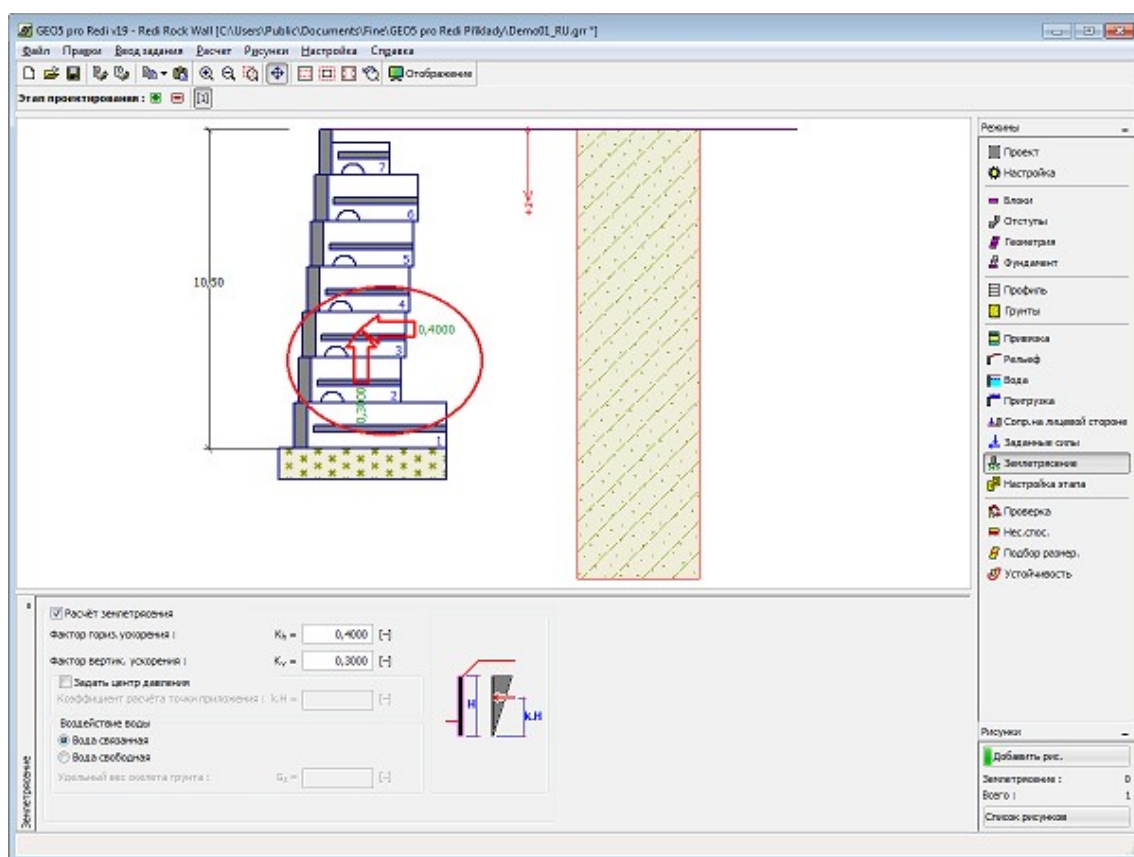 GEO5 pro Redi v19 - Redi Rock Wall [C:\Users\Public\Documents\Fine\GEO5 pro Redi Příklady\Demo01_RU.grr *]
Файл Правки Ввод задания Расчет Рисунки Настройка Справка
Отображение
Этап проектирования : [1]
10,50
7
6
5
4
3
2
1
0,4000
0,3000
+z
Режимы
Проект
Настройка
Блоки
Отступы
Геометрия
Фундамент
Профиль
Грунты
Привязка
Рельеф
Вода
Пригрузка
Сопр.на лицевой стороне
Заданные силы
Землетрясение
Настройка этапа
Проверка
Нес.спос.
Подбор размер.
Устойчивость
Землетрясение
Расчёт землетрясения
Фактор гориз. ускорения : Kh = 0,4000 [–]
Фактор вертик. ускорения : Kv = 0,3000 [–]
Задать центр давления
Коэффициент расчёта точки приложения : k.H = [–]
Воздействие воды
Вода связанная
Вода свободная
Удельный вес скелета грунта : Gs = [–]
H
k.H
Рисунки
Добавить рис.
Землетрясение : 0
Всего : 1
Список рисунков